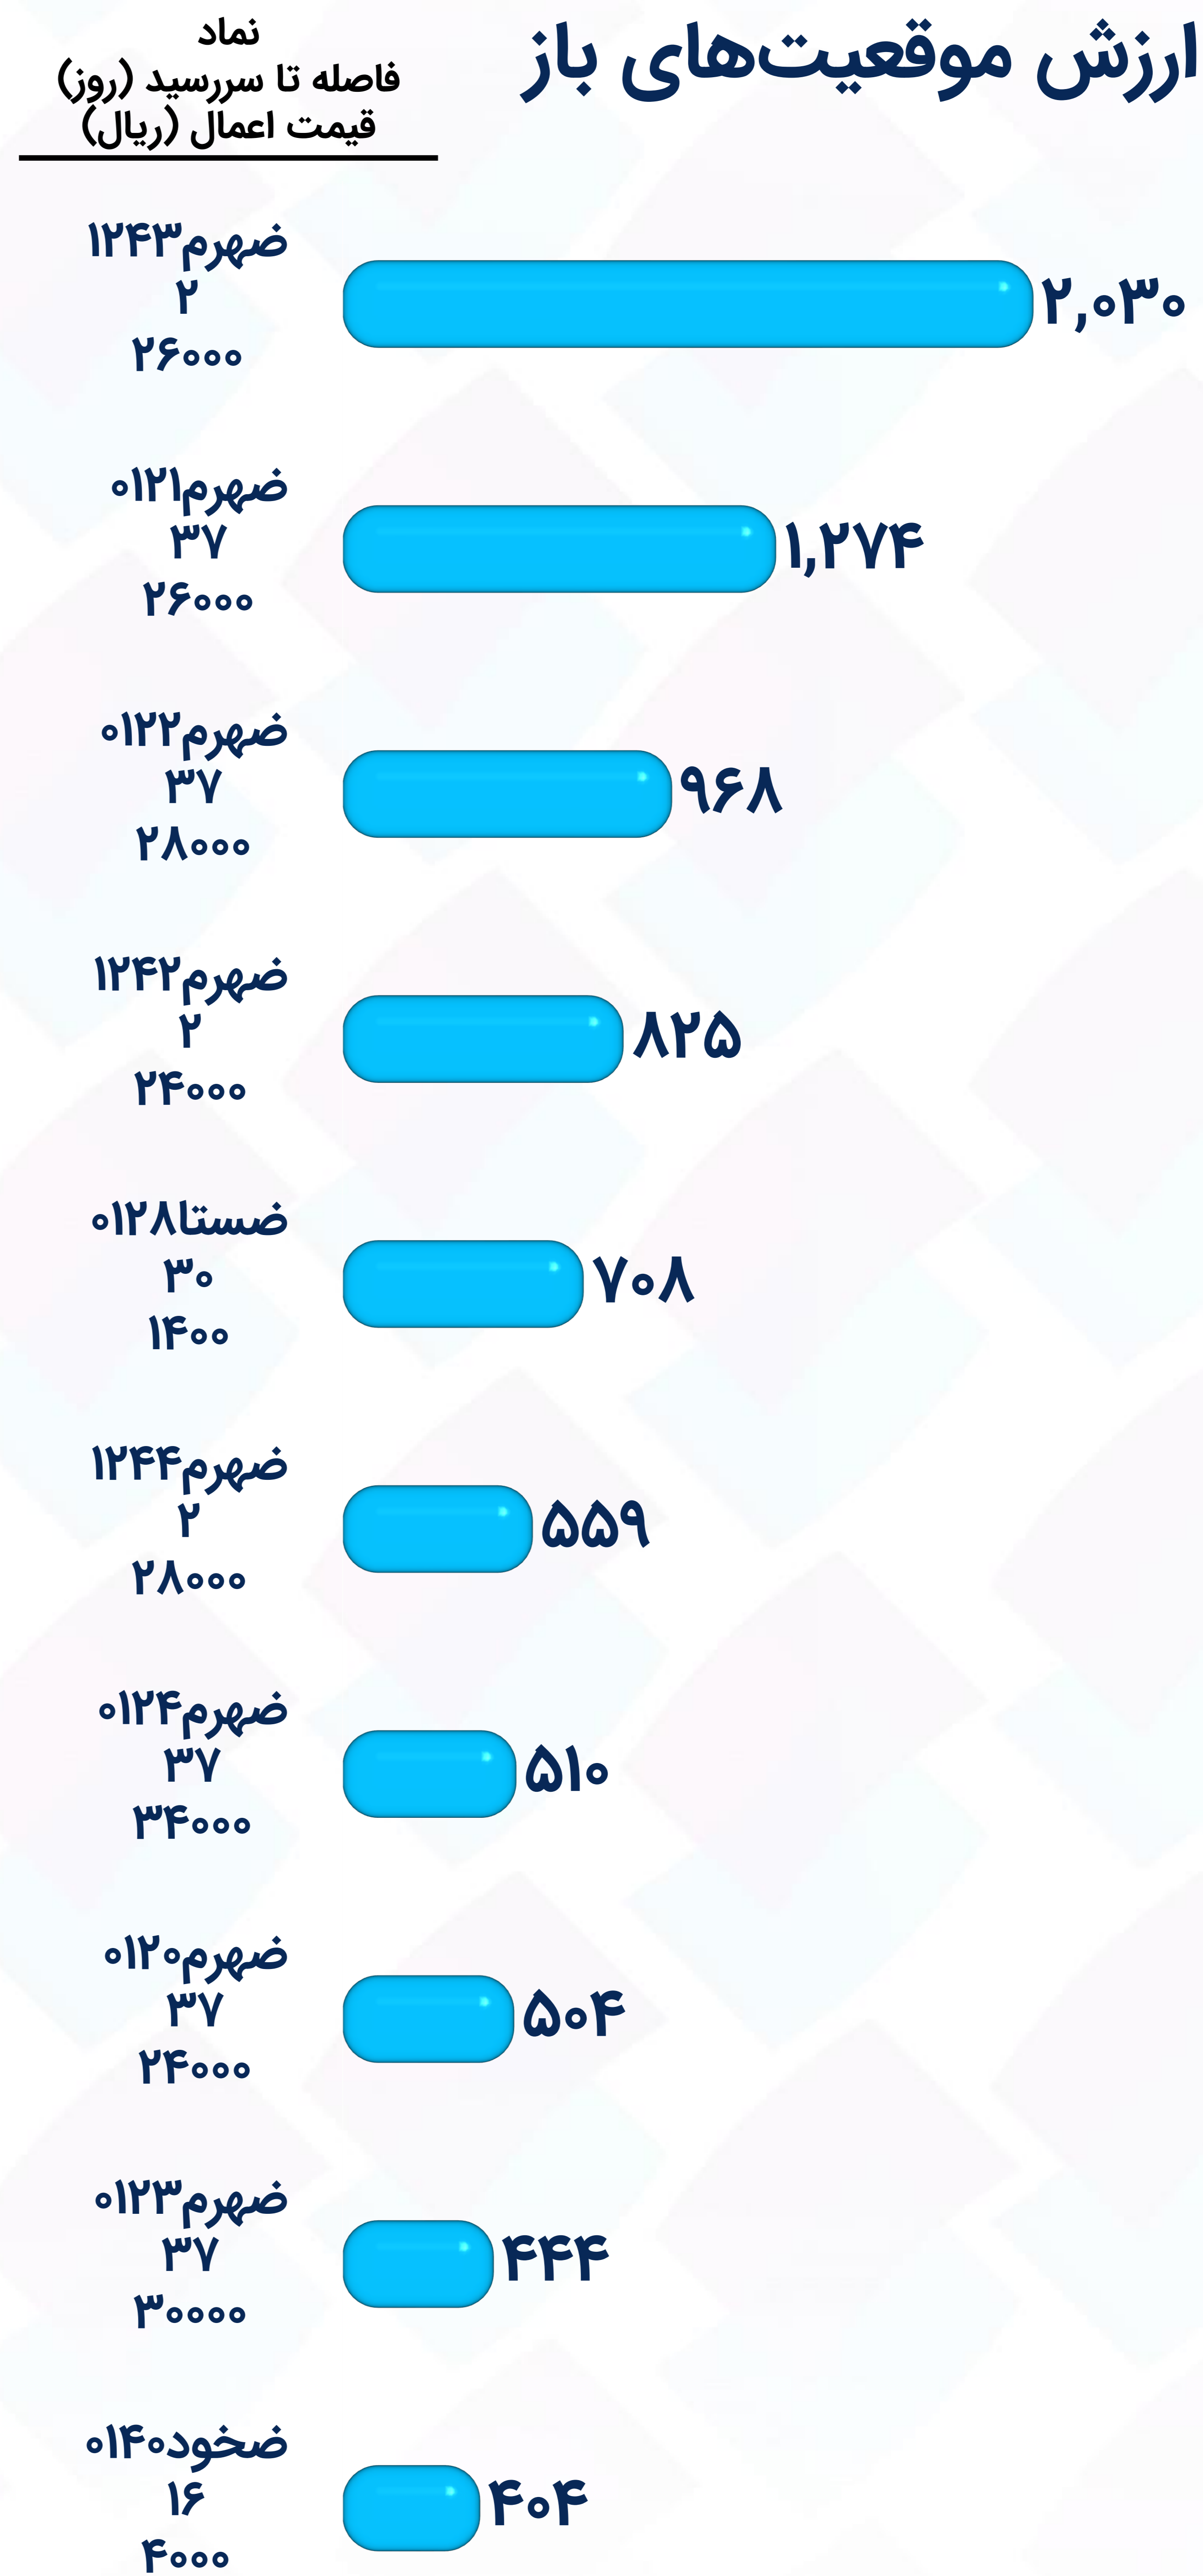 ارزش موقعیت‌های باز
نماد
فاصله تا سررسید (روز)
قیمت اعمال (ریال)
ضهرم۱۲۴۳
۲
۲۶۰۰۰
۲,۰۳۰
ضهرم۰۱۲۱
۳۷
۲۶۰۰۰
۱,۲۷۴
ضهرم۰۱۲۲
۳۷
۲۸۰۰۰
۹۶۸
ضهرم۱۲۴۲
۲
۲۴۰۰۰
۸۲۵
ضستا۰۱۲۸
۳۰
۱۴۰۰
۷۰۸
ضهرم۱۲۴۴
۲
۲۸۰۰۰
۵۵۹
ضهرم۰۱۲۴
۳۷
۳۴۰۰۰
۵۱۰
ضهرم۰۱۲۰
۳۷
۲۴۰۰۰
۵۰۴
ضهرم۰۱۲۳
۳۷
۳۰۰۰۰
۴۴۴
ضخود۰۱۴۰
۱۶
۴۰۰۰
۴۰۴